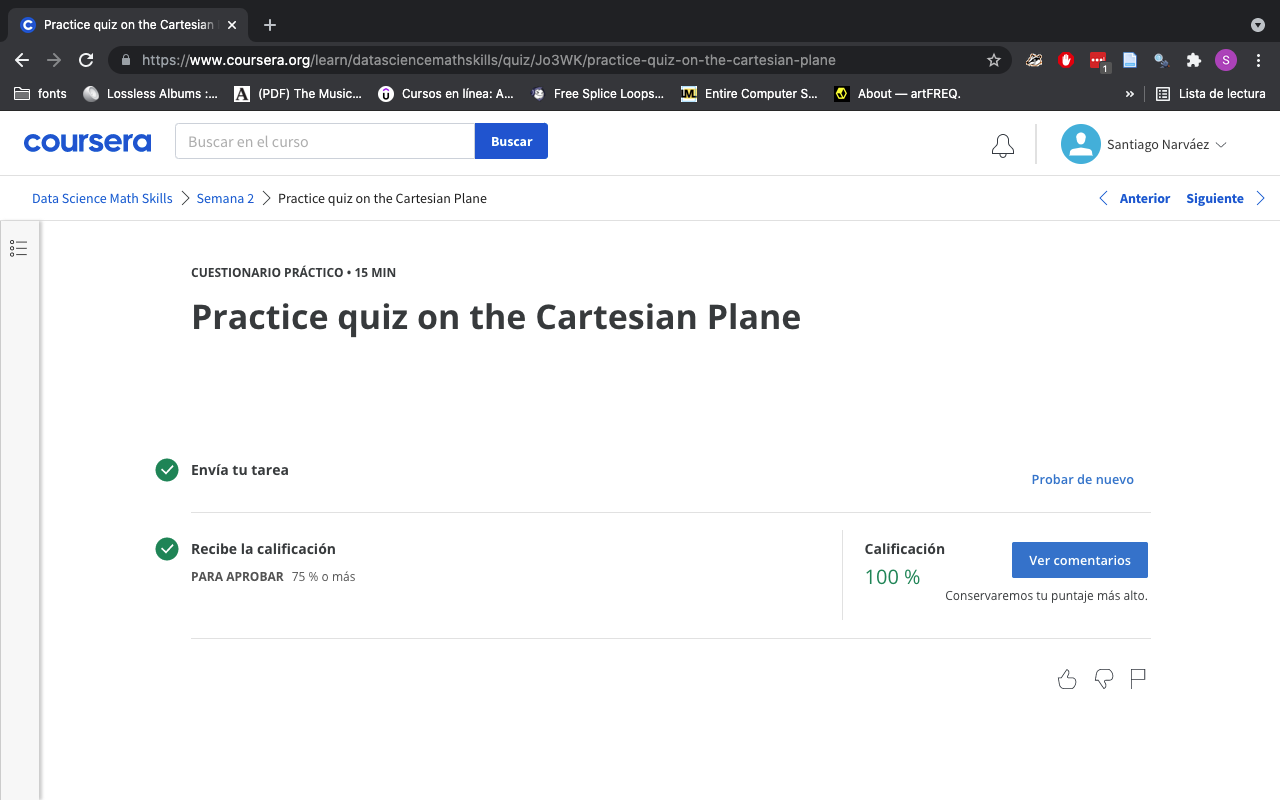 Practice quiz on the Cartesian
https://www.coursera.org/learn/datasciencemathskills/quiz/Jo3WK/practice-quiz-on-the-cartesian-plane
1
S
fonts
Lossless Albums :...
(PDF) The Music...
Cursos en línea: A...
Free Splice Loops...
Entire Computer S...
About — artFREQ.
»
Lista de lectura
coursera
Buscar en el curso
Buscar
Santiago Narváez
Data Science Math Skills
Semana 2
Practice quiz on the Cartesian Plane
Anterior
Siguiente
CUESTIONARIO PRÁCTICO • 15 MIN
Practice quiz on the Cartesian Plane
Envía tu tarea
Probar de nuevo
Recibe la calificación
PARA APROBAR 75 % o más
Calificación
100 %
Ver comentarios
Conservaremos tu puntaje más alto.